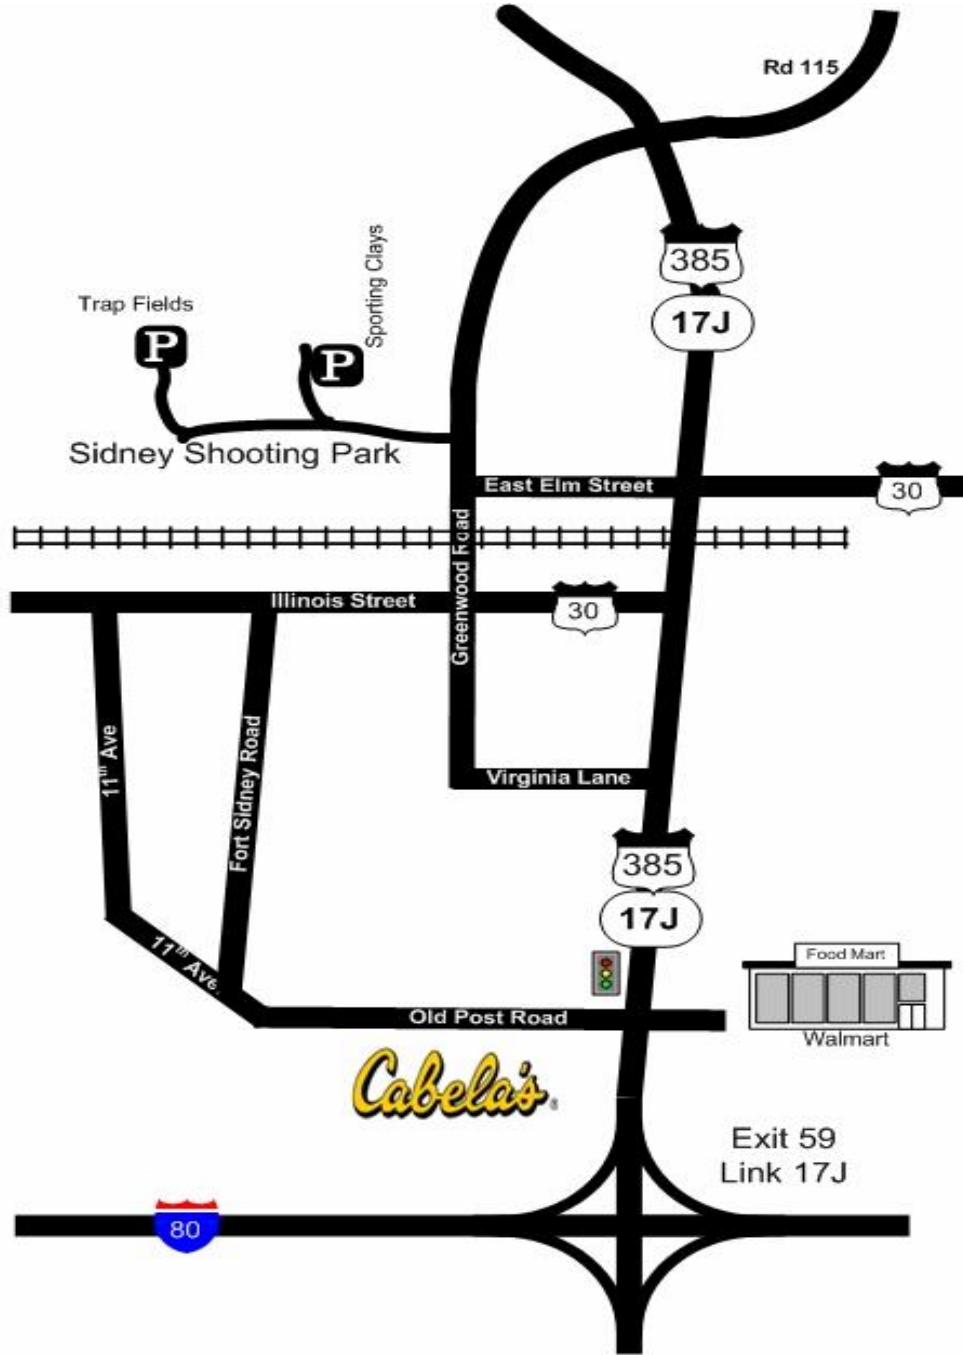 Rd 115
385
17J
Sporting Clays
Trap Fields
P
P
Sidney Shooting Park
East Elm Street
30
Greenwood Road
Illinois Street
30
11th Ave
Fort Sidney Road
Virginia Lane
385
17J
11th Ave.
Old Post Road
Food Mart
Walmart
Cabela's®
Exit 59
Link 17J
80